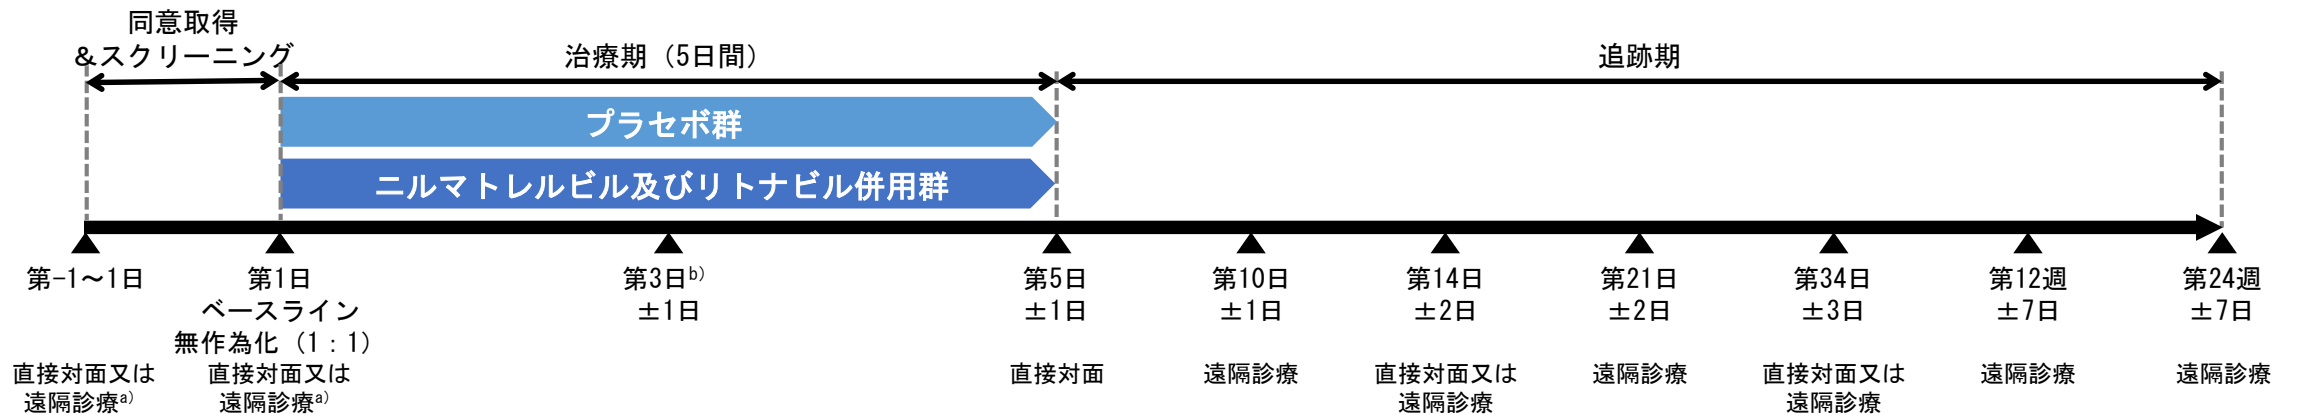 同意取得
&スクリーニング
治療期（5日間）
追跡期
プラセボ群
ニルマトレルビル及びリトナビル併用群
第-1～1日
直接対面又は
遠隔診療a)
第1日
ベースライン
無作為化（1：1）
直接対面又は
遠隔診療a)
第3日b)
±1日
第5日
±1日
直接対面
第10日
±1日
遠隔診療
第14日
±2日
直接対面又は
遠隔診療
第21日
±2日
遠隔診療
第34日
±3日
直接対面又は
遠隔診療
第12週
±7日
遠隔診療
第24週
±7日
遠隔診療